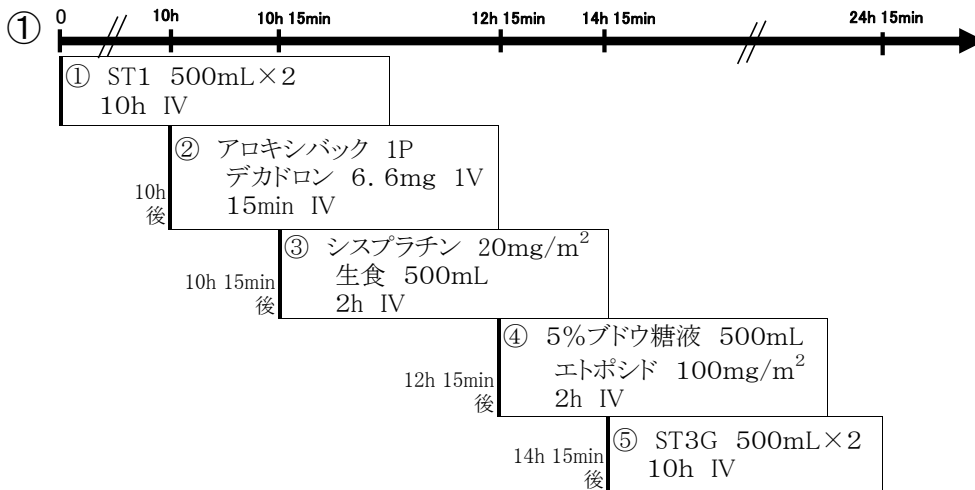 ①
0 10h 10h 15min 12h 15min 14h 15min 24h 15min
① ST1 500mL×2
10h IV
10h
後
② アロキシバック 1P
デカドロン 6.6mg 1V
15min IV
10h 15min
後
③ シスプラチン 20mg/m²
生食 500mL
2h IV
12h 15min
後
④ 5%ブドウ糖液 500mL
エトポシド 100mg/m²
2h IV
14h 15min
後
⑤ ST3G 500mL×2
10h IV